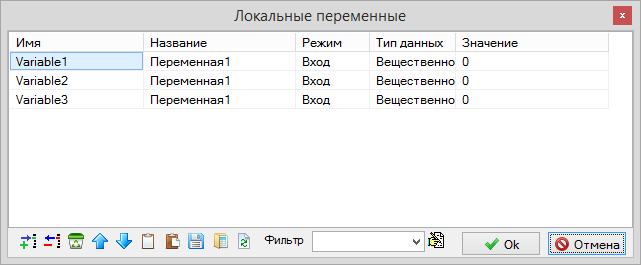 Локальные переменные
Имя Название Режим Тип данных Значение
Variable1 Переменная1 Вход Вещественно 0
Variable2 Переменная1 Вход Вещественно 0
Variable3 Переменная1 Вход Вещественно 0
Фильтр Ok Отмена